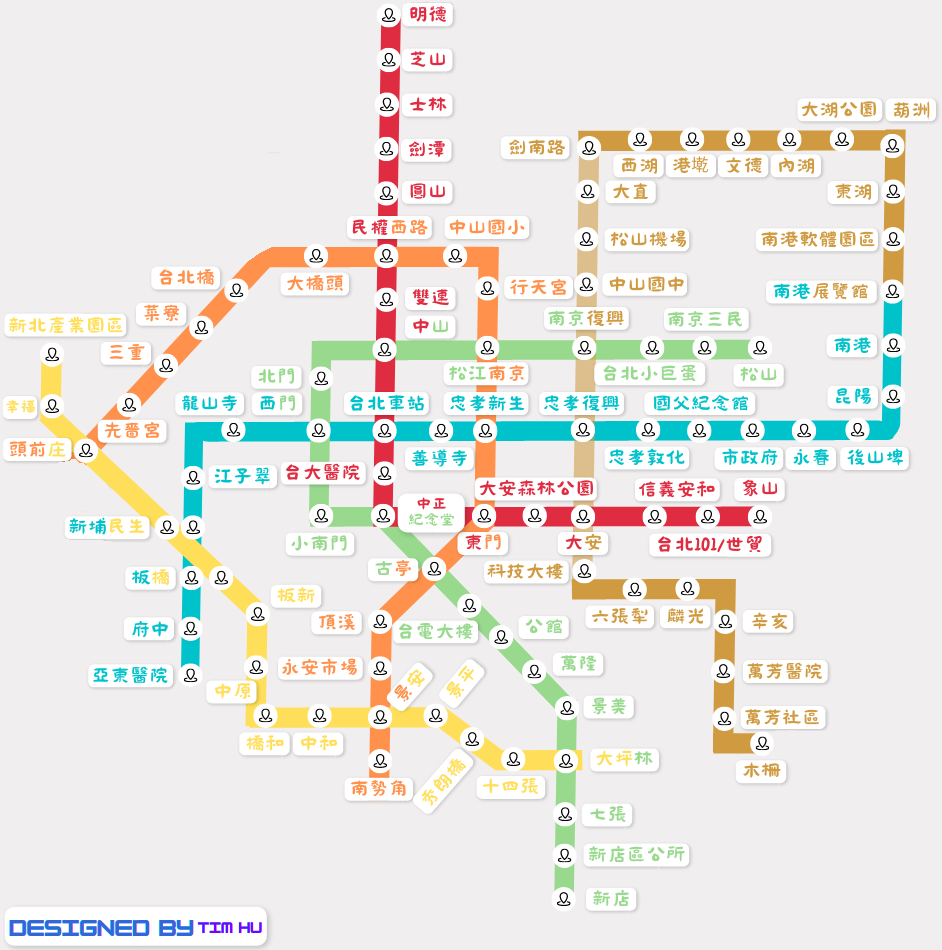 明德
芝山
士林
大湖公園
葫洲
劍潭
劍南路
西湖
港墘
文德
內湖
圓山
大直
東湖
民權西路
中山國小
松山機場
南港軟體園區
台北橋
大橋頭
行天宮
中山國中
南港展覽館
雙連
菜寮
新北產業園區
中山
南京復興
南京三民
三重
南港
北門
松江南京
台北小巨蛋
松山
幸福
龍山寺
西門
台北車站
忠孝新生
忠孝復興
國父紀念館
昆陽
先嗇宮
頭前庄
善導寺
忠孝敦化
市政府
永春
後山埤
江子翠
台大醫院
大安森林公園
信義安和
象山
中正
紀念堂
新埔民生
小南門
東門
大安
台北101/世貿
板橋
古亭
科技大樓
板新
六張犁
麟光
府中
頂溪
台電大樓
公館
辛亥
亞東醫院
永安市場
萬隆
萬芳醫院
中原
景安
景平
景美
萬芳社區
橋和
中和
大坪林
木柵
南勢角
秀朗橋
十四張
七張
新店區公所
新店
DESIGNED BY TIM HU